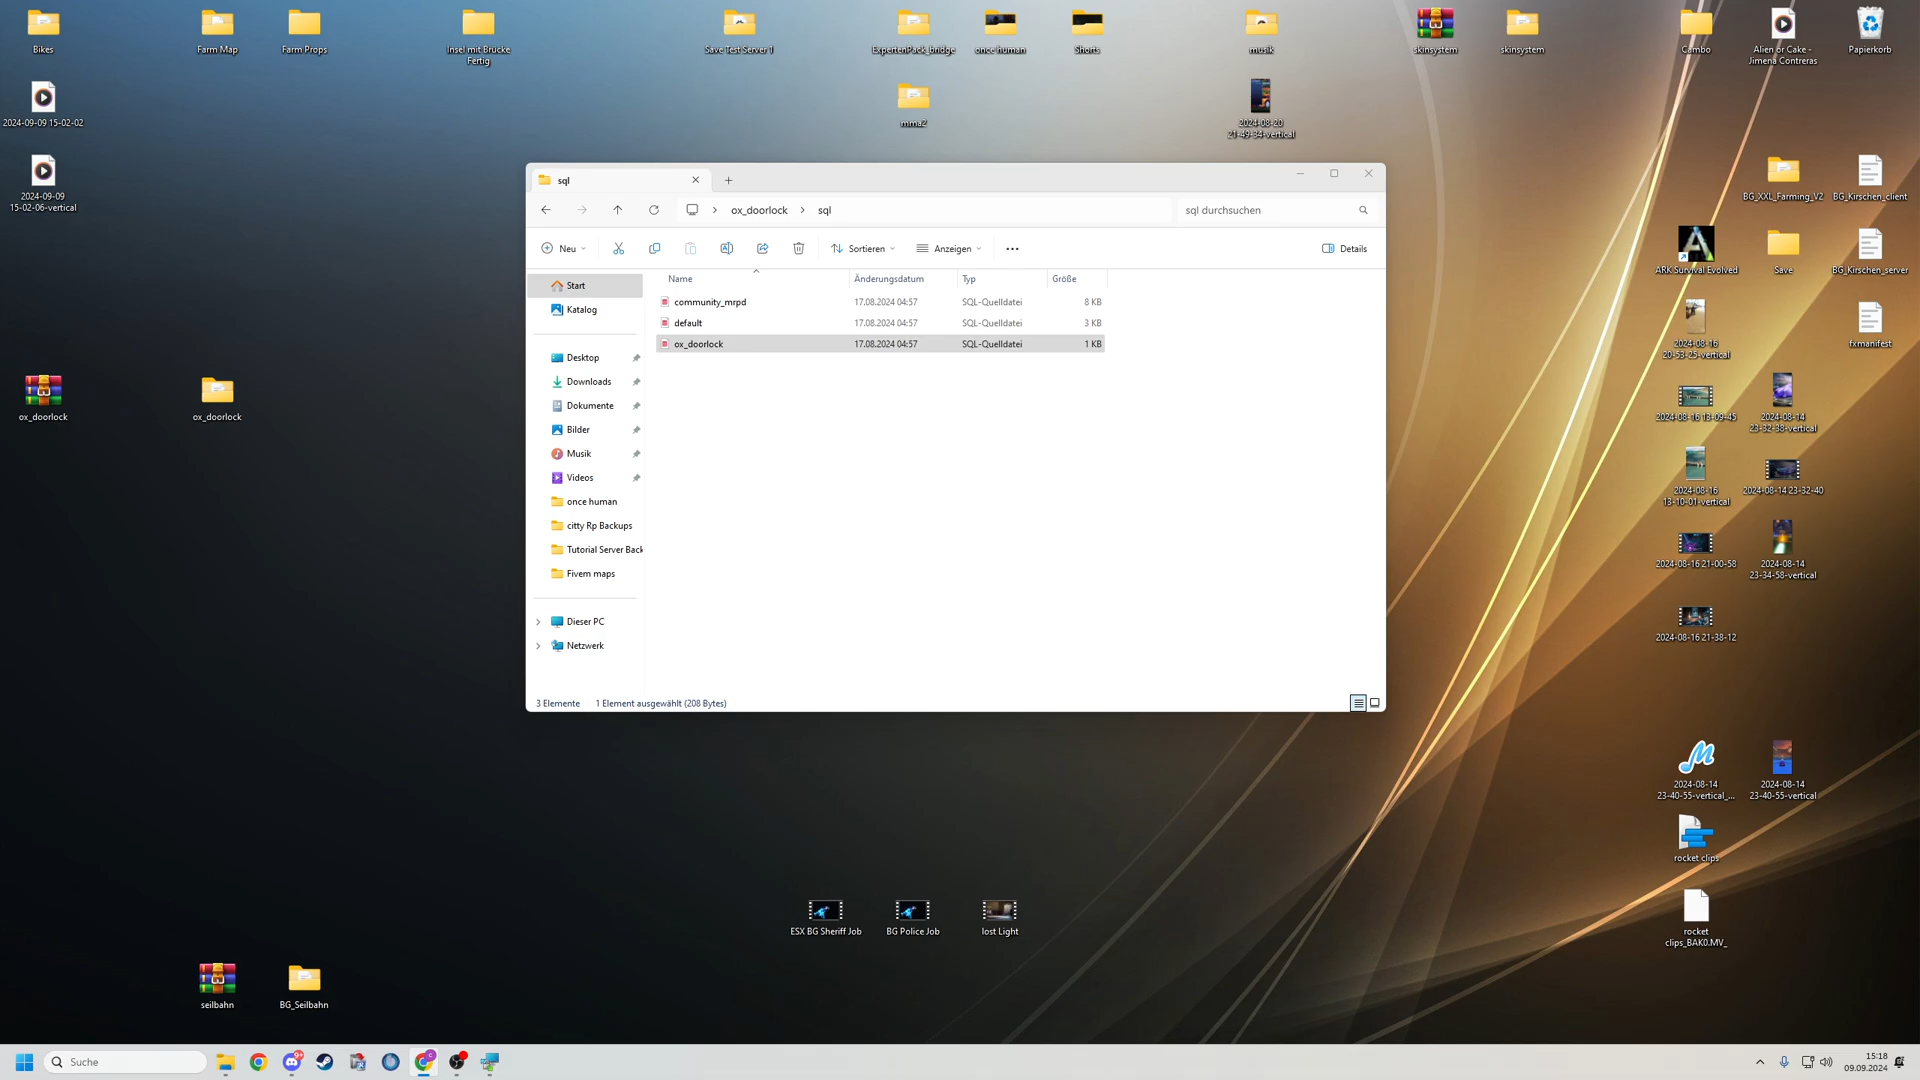 Bikes
Farm Map
Farm Props
Insel mit Brücke
Fertig
Save Test Server 1
ExpertenPack_bridge
once human
Shorts
musik
skinsystem
skinsystem
Cambo
Alien or Cake -
Jimena Contreras
Papierkorb
2024-09-09 15-02-02
mma2
2024-08-20
21-49-34-vertical
2024-09-09
15-02-06-vertical
BG_XXL_Farming_V2
BG_Kirschen_client
ARK Survival Evolved
Save
BG_Kirschen_server
2024-08-16
20-53-25-vertical
fxmanifest
ox_doorlock
ox_doorlock
2024-08-16 13-09-45
2024-08-14
23-32-38-vertical
2024-08-16
13-10-01-vertical
2024-08-14 23-32-40
2024-08-16 21-00-58
2024-08-14
23-34-58-vertical
2024-08-16 21-38-12
2024-08-14
23-40-55-vertical_...
2024-08-14
23-40-55-vertical
rocket clips
rocket
clips_BAK0.MV_
ESX BG Sheriff Job
BG Police Job
lost Light
seilbahn
BG_Seilbahn
sql
ox_doorlock
sql
sql durchsuchen
Neu
Sortieren
Anzeigen
Details
Start
Katalog
Desktop
Downloads
Dokumente
Bilder
Musik
Videos
once human
citty Rp Backups
Tutorial Server Back
Fivem maps
Dieser PC
Netzwerk
Name Änderungsdatum Typ Größe
community_mrpd 17.08.2024 04:57 SQL-Quelldatei 8 KB
default 17.08.2024 04:57 SQL-Quelldatei 3 KB
ox_doorlock 17.08.2024 04:57 SQL-Quelldatei 1 KB
3 Elemente 1 Element ausgewählt (208 Bytes)
Suche
9+
15:18
09.09.2024